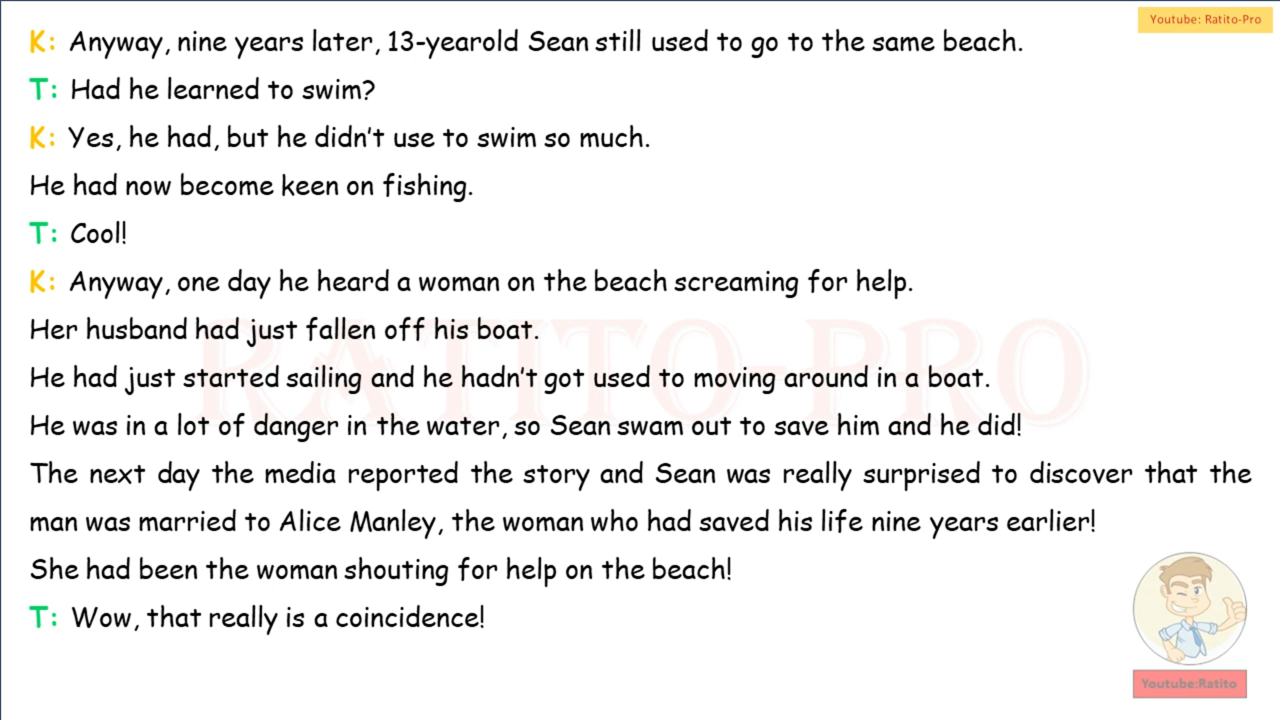 Youtube: Ratito-Pro
K: Anyway, nine years later, 13-yearold Sean still used to go to the same beach.
T: Had he learned to swim?
K: Yes, he had, but he didn't use to swim so much.
He had now become keen on fishing.
T: Cool!
K: Anyway, one day he heard a woman on the beach screaming for help.
Her husband had just fallen off his boat.
He had just started sailing and he hadn't got used to moving around in a boat.
RATITO-PRO
He was in a lot of danger in the water, so Sean swam out to save him and he did!
The next day the media reported the story and Sean was really surprised to discover that the
man was married to Alice Manley, the woman who had saved his life nine years earlier!
She had been the woman shouting for help on the beach!
T: Wow, that really is a coincidence!
Youtube:Ratito